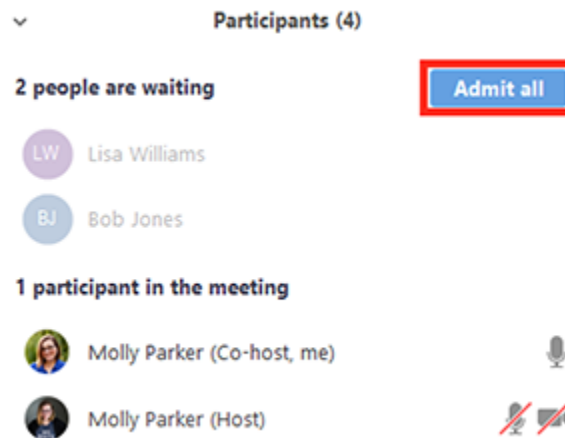 Participants (4)
2 people are waiting
Admit all
LW
Lisa Williams
BJ
Bob Jones
1 participant in the meeting
Molly Parker (Co-host, me)
Molly Parker (Host)